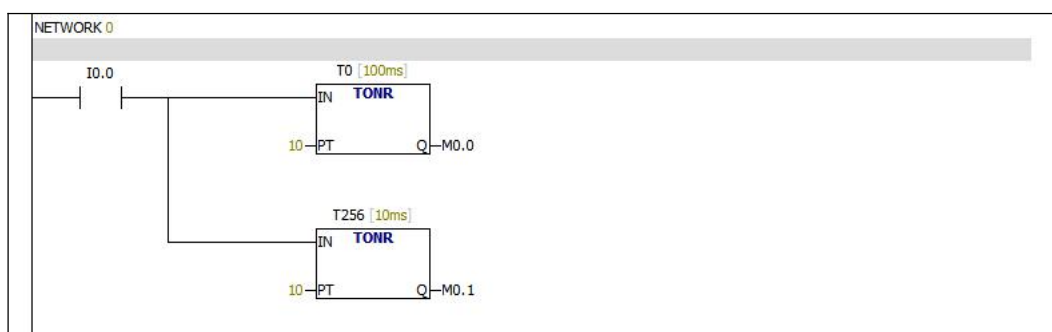 NETWORK 0
I0.0
T0 [100ms]
IN TONR
10 PT Q M0.0
T256 [10ms]
IN TONR
10 PT Q M0.1